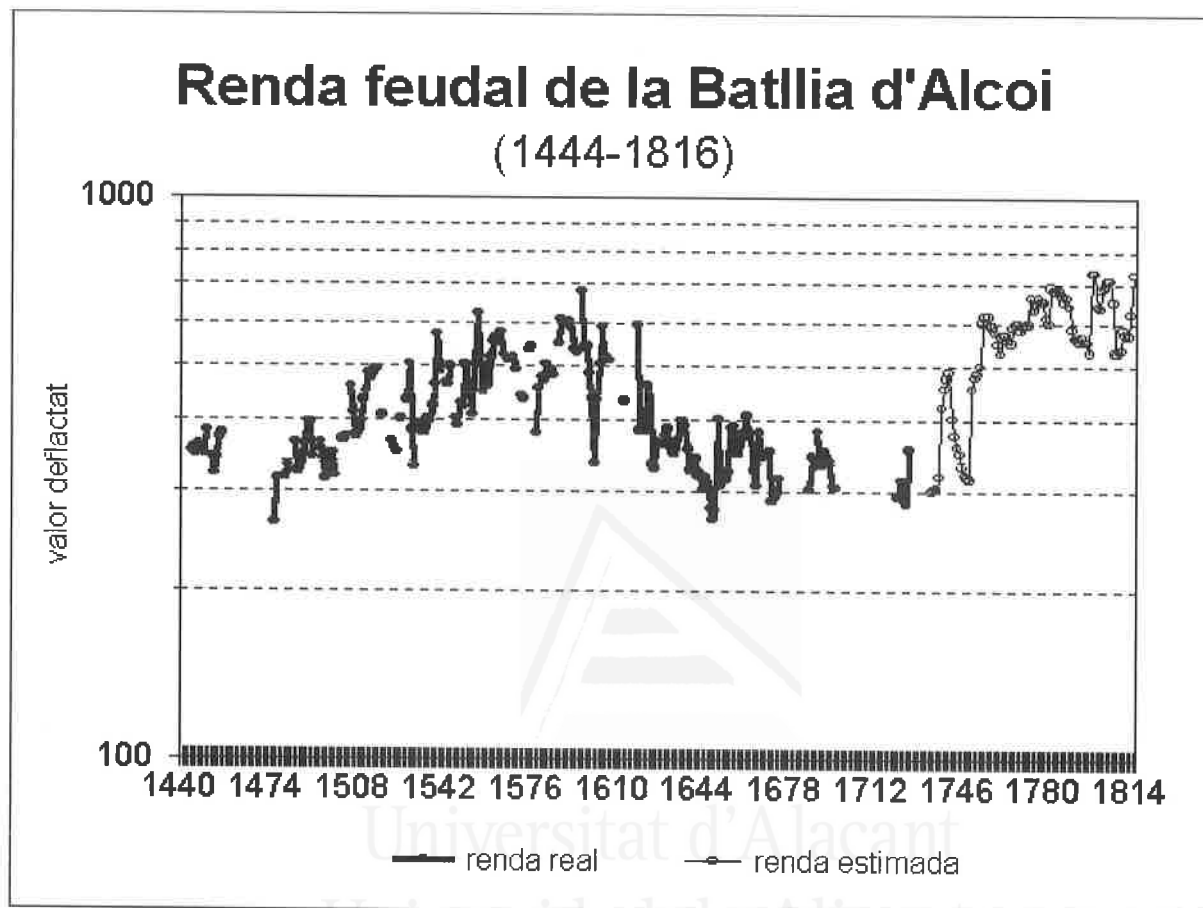 Renda feudal de la Batllia d'Alcoi
(1444-1816)
1000
valor deflactat
100
1440 1474 1508 1542 1576 1610 1644 1678 1712 1746 1780 1814
Universitat d'Alacant
renda real renda estimada